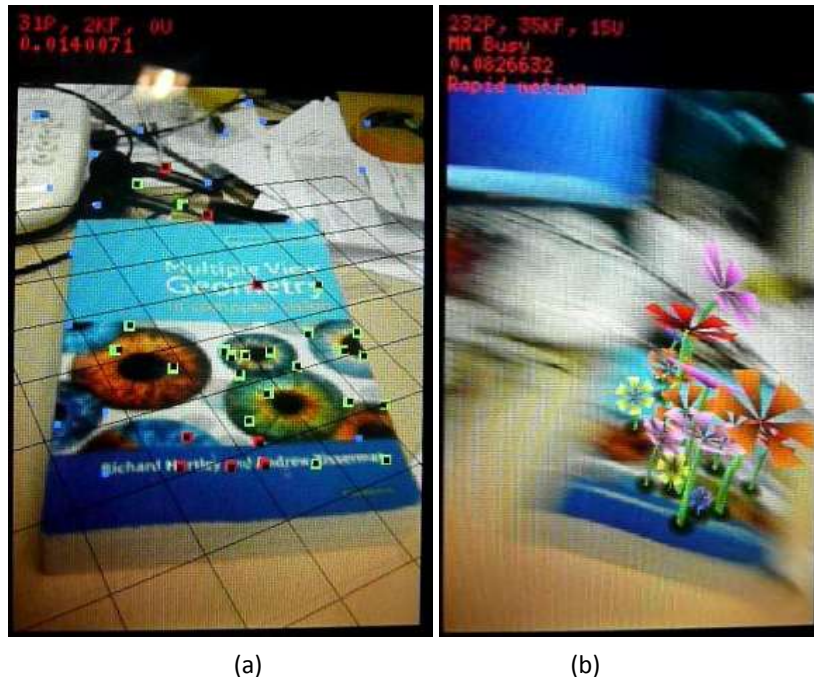 31P, 2KF, 0U
0.0140071
Multiple View
Geometry
Richard Hartley and Andrew Zisserman
232P, 35KF, 15U
MM Busy
0.0826632
Rapid motion
(a)
(b)